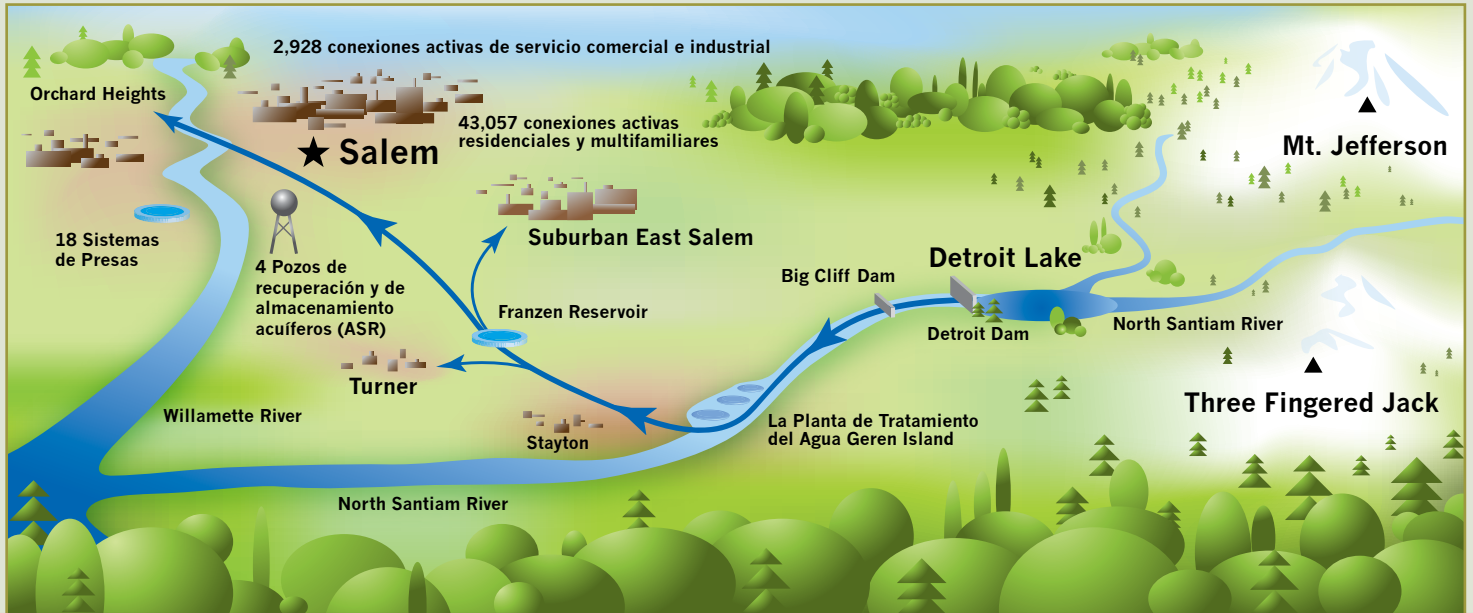 2,928 conexiones activas de servicio comercial e industrial
Orchard Heights
43,057 conexiones activas
residenciales y multifamiliares
Salem
Mt. Jefferson
18 Sistemas
de Presas
4 Pozos de
recuperación y de
almacenamiento
acuíferos (ASR)
Suburban East Salem
Detroit Lake
Big Cliff Dam
Franzen Reservoir
Detroit Dam
North Santiam River
Turner
Three Fingered Jack
Willamette River
La Planta de Tratamiento
del Agua Geren Island
Stayton
North Santiam River